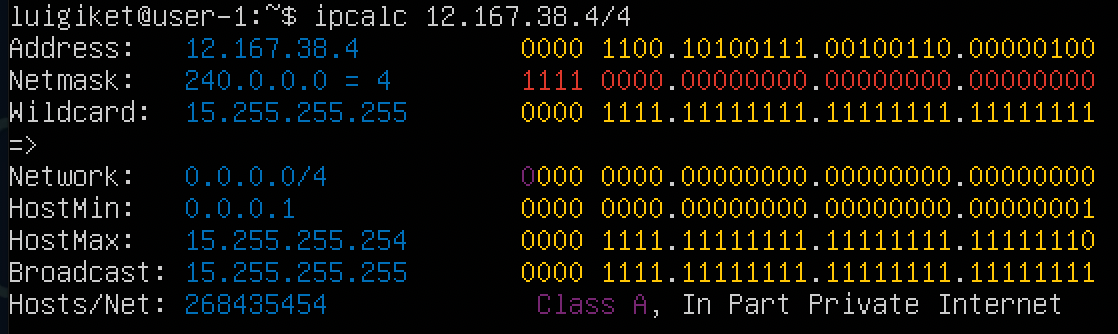 luigiket@user-1:~$ ipcalc 12.167.38.4/4
Address:   12.167.38.4          0000 1100.10100111.00100110.00000100
Netmask:   240.0.0.0 = 4        1111 0000.00000000.00000000.00000000
Wildcard:  15.255.255.255       0000 1111.11111111.11111111.11111111
=>
Network:   0.0.0.0/4            0000 0000.00000000.00000000.00000000
HostMin:   0.0.0.1              0000 0000.00000000.00000000.00000001
HostMax:   15.255.255.254       0000 1111.11111111.11111111.11111110
Broadcast: 15.255.255.255       0000 1111.11111111.11111111.11111111
Hosts/Net: 268435454             Class A, In Part Private Internet